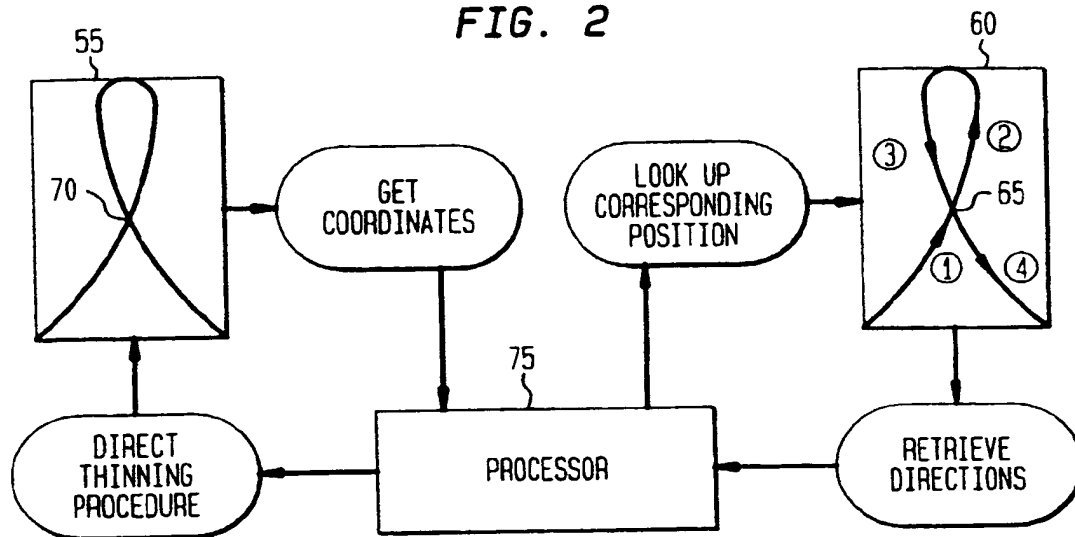 FIG. 2
55
60
70
GET
COORDINATES
LOOK UP
CORRESPONDING
POSITION
③
②
65
①
④
75
DIRECT
THINNING
PROCEDURE
PROCESSOR
RETRIEVE
DIRECTIONS